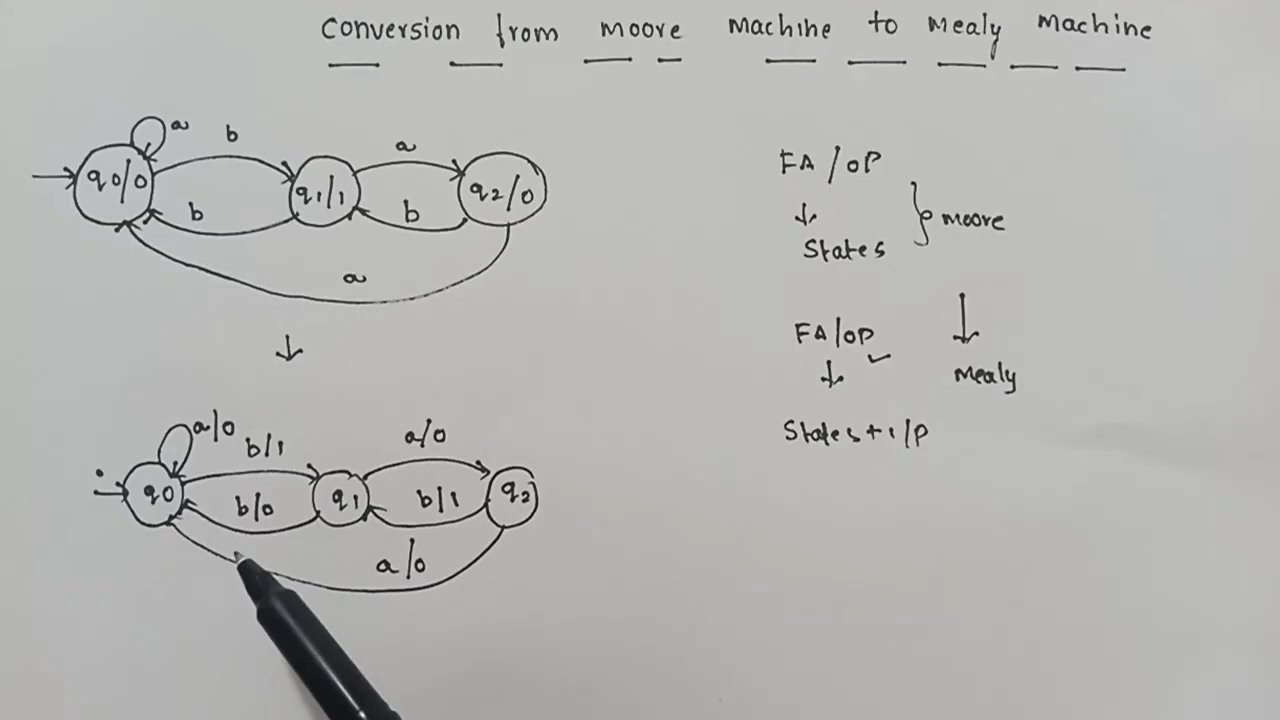 conversion from moore machine to mealy machine
a
b
a
q0/0
q1/1
q2/0
b
b
a
FA/OP
States
moore
FA/OP
Mealy
States+i/p
a/0
b/1
a/0
q0
b/0
q1
b/1
q2
a/0